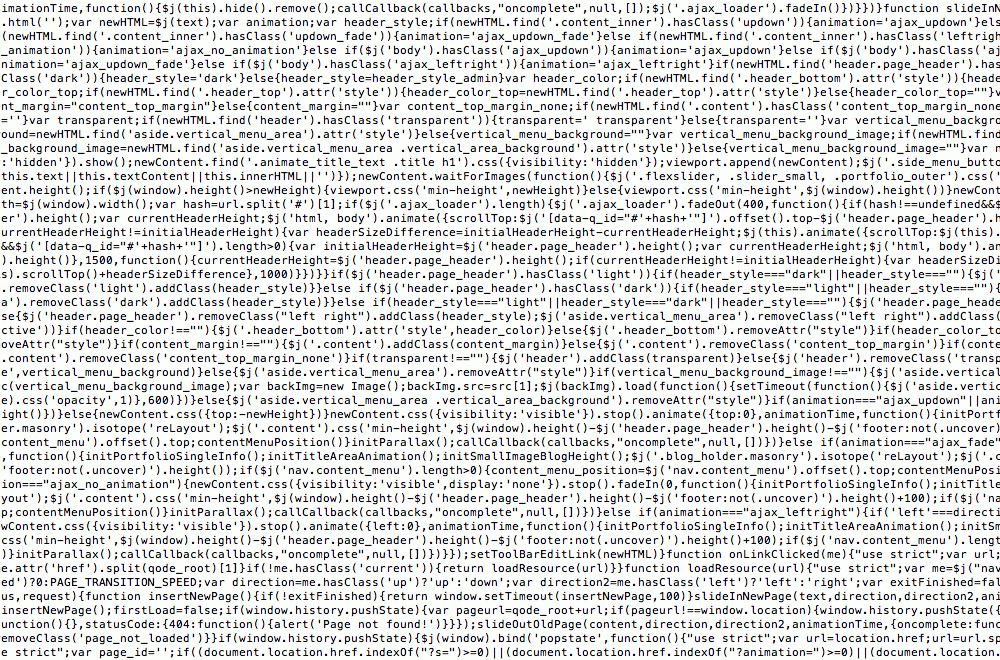 imationTime,function(){$j(this).hide().remove();callCallback(callbacks,"oncomplete",null,[]);$j('.ajax_loader').fadeIn()})}})}function slideInN
.html('')};var newHTML=$j(text);var animation;var header_style;if(newHTML.find('.content_inner').hasClass('updown')){animation='ajax_updown'}els
(newHTML.find('.content_inner').hasClass('updown_fade')){animation='ajax_updown_fade'}else if(newHTML.find('.content_inner').hasClass('leftrigh
_animation')){animation='ajax_no_animation'}else if($j('body').hasClass('ajax_updown')){animation='ajax_updown'}else if($j('body').hasClass('aj
nimation='ajax_updown_fade'}else if($j('body').hasClass('ajax_leftright')){animation='ajax_leftright'}if(newHTML.find('header.page_header').has
Class('dark')){header_style='dark'}else{header_style=header_style_admin}var header_color;if(newHTML.find('.header_bottom').attr('style')){heade
r_color_top;if(newHTML.find('.header_top').attr('style')){header_color_top=newHTML.find('.header_top').attr('style')}else{header_color_top=""}v
nt_margin="content_top_margin"}else{content_margin=""}var content_top_margin_none;if(newHTML.find('.content').hasClass('content_top_margin_none
=''}var transparent;if(newHTML.find('header').hasClass('transparent')){transparent=' transparent'}else{transparent=''}var vertical_menu_backgro
round=newHTML.find('aside.vertical_menu_area').attr('style')}else{vertical_menu_background=""}var vertical_menu_background_image;if(newHTML.fin
_image=newHTML.find('aside.vertical_menu_area .vertical_area_background').attr('style')}else{vertical_menu_background_image=""}var n
:'hidden'}).show();newContent.find('.animate_title_text .title h1').css({visibility:'hidden'});viewport.append(newContent);$j('.side_menu_butto
this.text||this.textContent||this.innerHTML||'')});newContent.waitForImages(function(){$j('.flexslider, .slider_small, .portfolio_outer').css('
ent.height();if($j(window).height()>newHeight){viewport.css('min-height',newHeight)}else{viewport.css('min-height',$j(window).height())}newCont
th=$j(window).width();var hash=url.split('#')[1];if($j('.ajax_loader').length){$j('.ajax_loader').fadeOut(400,function(){if(hash!==undefined&&$
r').height();var currentHeaderHeight;$j('html, body').animate({scrollTop:$j('[data-q_id="#'+hash+'"]').offset().top-$j('header.page_header').h
urrentHeaderHeight!=initialHeaderHeight){var headerSizeDifference=initialHeaderHeight-currentHeaderHeight;$j(this).animate({scrollTop:$j(this).
&&$j('[data-q_id="#'+hash+'"]').length>0){var initialHeaderHeight=$j('header.page_header').height();var currentHeaderHeight;$j('html, body').an
).height()},1500,function(){currentHeaderHeight=$j('header.page_header').height();if(currentHeaderHeight!=initialHeaderHeight){var headerSizeDi
s).scrollTop()+headerSizeDifference},1000)}})}}if($j('header.page_header').hasClass('light')){if(header_style==="dark"||header_style===""){$j('
.removeClass('light').addClass(header_style)}}else if($j('header.page_header').hasClass('dark')){if(header_style==="light"||header_style===""){
a').removeClass('dark').addClass(header_style)}}else if(header_style==="light"||header_style==="dark"||header_style===""){$j('header.page_heade
se{$j('header.page_header').removeClass("left right").addClass(header_style);$j('aside.vertical_menu_area').removeClass("left right").addClass(
ctive'))}if(header_color!==""){$j('.header_bottom').attr('style',header_color)}else{$j('.header_bottom').removeAttr("style")}if(header_color_to
oveAttr("style")}if(content_margin!==""){$j('.content').addClass(content_margin)}else{$j('.content').removeClass('content_top_margin')}if(conte
.content').removeClass('content_top_margin_none')}if(transparent!==""){$j('header').addClass(transparent)}else{$j('header').removeClass('transp
e',vertical_menu_background)}else{$j('aside.vertical_menu_area').removeAttr("style")}if(vertical_menu_background_image!==""){$j('aside.vertical
c(vertical_menu_background_image);var backImg=new Image();backImg.src=src[1];$j(backImg).load(function(){setTimeout(function(){$j('aside.vertic
e).css('opacity',1)},600)})}else{$j('aside.vertical_menu_area .vertical_area_background').removeAttr("style")}if(animation==="ajax_updown"||ani
ight()})}else{newContent.css({top:-newHeight})}newContent.css({visibility:'visible'}).stop().animate({top:0},animationTime,function(){initPortf
er.masonry').isotope('reLayout');$j('.content').css('min-height',$j(window).height()-$j('header.page_header').height()-$j('footer:not(.uncover)
content_menu').offset().top;contentMenuPosition()}initParallax();callCallback(callbacks,"oncomplete",null,[])})}else if(animation==="ajax_fade"
,function(){initPortfolioSingleInfo();initTitleAreaAnimation();initSmallImageBlogHeight();$j('.blog_holder.masonry').isotope('reLayout');$j('.c
'footer:not(.uncover)').height());if($j('nav.content_menu').length>0){content_menu_position=$j('nav.content_menu').offset().top;contentMenuPosi
tion==="ajax_no_animation"){newContent.css({visibility:'visible',display:'none'}).stop().fadeIn(0,function(){initPortfolioSingleInfo();initTitl
yout');$j('.content').css('min-height',$j(window).height()-$j('header.page_header').height()-$j('footer:not(.uncover)').height()+100);if($j('na
p;contentMenuPosition()}initParallax();callCallback(callbacks,"oncomplete",null,[])})}else if(animation==="ajax_leftright"){if('left'===directi
wContent.css({visibility:'visible'}).stop().animate({left:0},animationTime,function(){initPortfolioSingleInfo();initTitleAreaAnimation();initSm
css('min-height',$j(window).height()-$j('header.page_header').height()-$j('footer:not(.uncover)').height()+100);if($j('nav.content_menu').lengt
)}initParallax();callCallback(callbacks,"oncomplete",null,[])})}});setToolBarEditLink(newHTML)}function onLinkClicked(me){"use strict";var url;
e.attr('href').split(qode_root)[1]}if(!me.hasClass('current')){return loadResource(url)}}function loadResource(url){"use strict";var me=$j("nav
ed')?0:PAGE_TRANSITION_SPEED;var direction=me.hasClass('up')?'up':'down';var direction2=me.hasClass('left')?'left':'right';var exitFinished=fal
us,request){function insertNewPage(){if(!exitFinished){return window.setTimeout(insertNewPage,100)}slideInNewPage(text,direction,direction2,ani
insertNewPage();firstLoad=false;if(window.history.pushState){var pageurl=qode_root+url;if(pageurl!==window.location){window.history.pushState({
unction(){},statusCode:{404:function(){alert('Page not found!')}}});slideOutOldPage(content,direction,direction2,animationTime,{oncomplete:func
removeClass('page_not_loaded')}}if(window.history.pushState){$j(window).bind('popstate',function(){"use strict";var url=location.href;url=url.sp
e strict";var page_id='';if((document.location.href.indexOf("?s=")>=0)||(document.location.href.indexOf("?animation=")>=0)||(document.location.